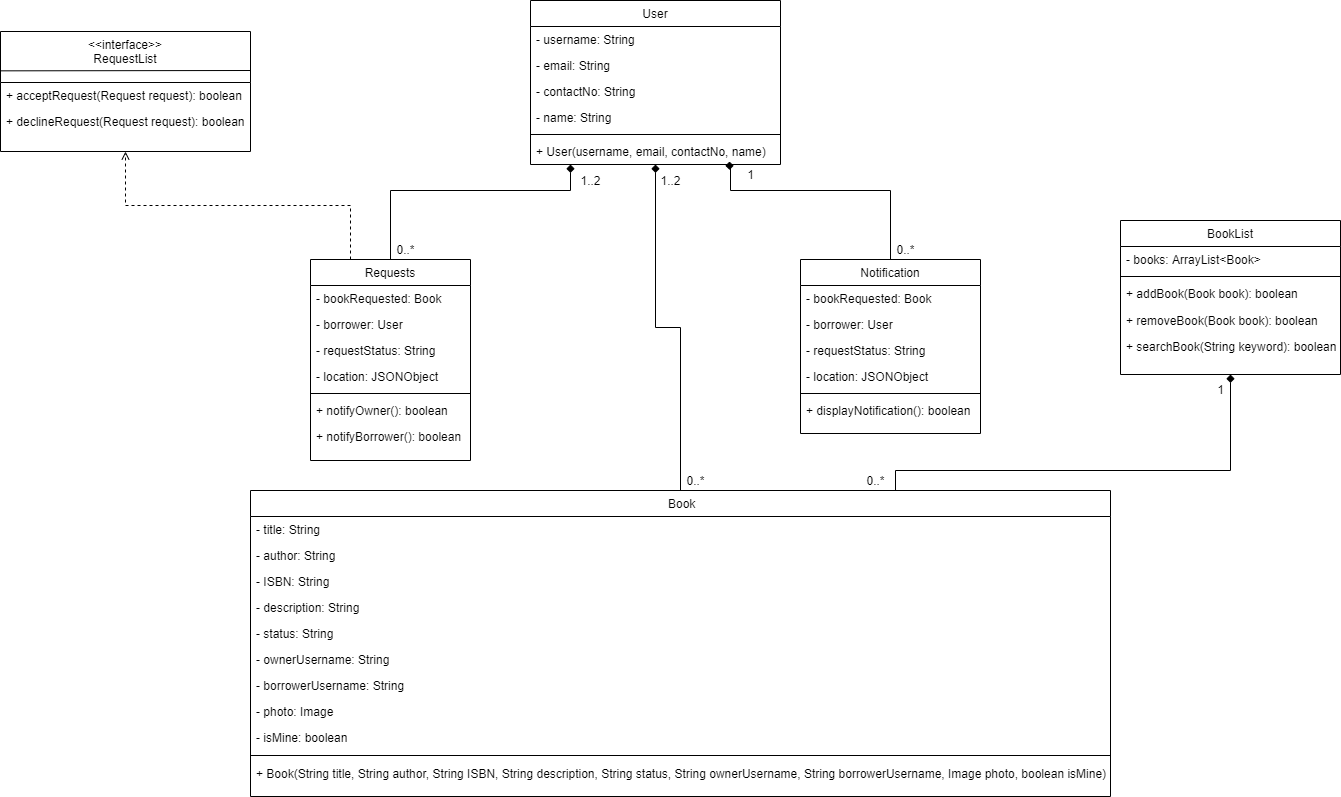 User
- username: String
- email: String
- contactNo: String
- name: String
+ User(username, email, contactNo, name)
<<interface>>
RequestList
+ acceptRequest(Request request): boolean
+ declineRequest(Request request): boolean
1..2
1..2
1
0..*
0..*
Requests
- bookRequested: Book
- borrower: User
- requestStatus: String
- location: JSONObject
+ notifyOwner(): boolean
+ notifyBorrower(): boolean
Notification
- bookRequested: Book
- borrower: User
- requestStatus: String
- location: JSONObject
+ displayNotification(): boolean
BookList
- books: ArrayList<Book>
+ addBook(Book book): boolean
+ removeBook(Book book): boolean
+ searchBook(String keyword): boolean
1
0..*
0..*
Book
- title: String
- author: String
- ISBN: String
- description: String
- status: String
- ownerUsername: String
- borrowerUsername: String
- photo: Image
- isMine: boolean
+ Book(String title, String author, String ISBN, String description, String status, String ownerUsername, String borrowerUsername, Image photo, boolean isMine)